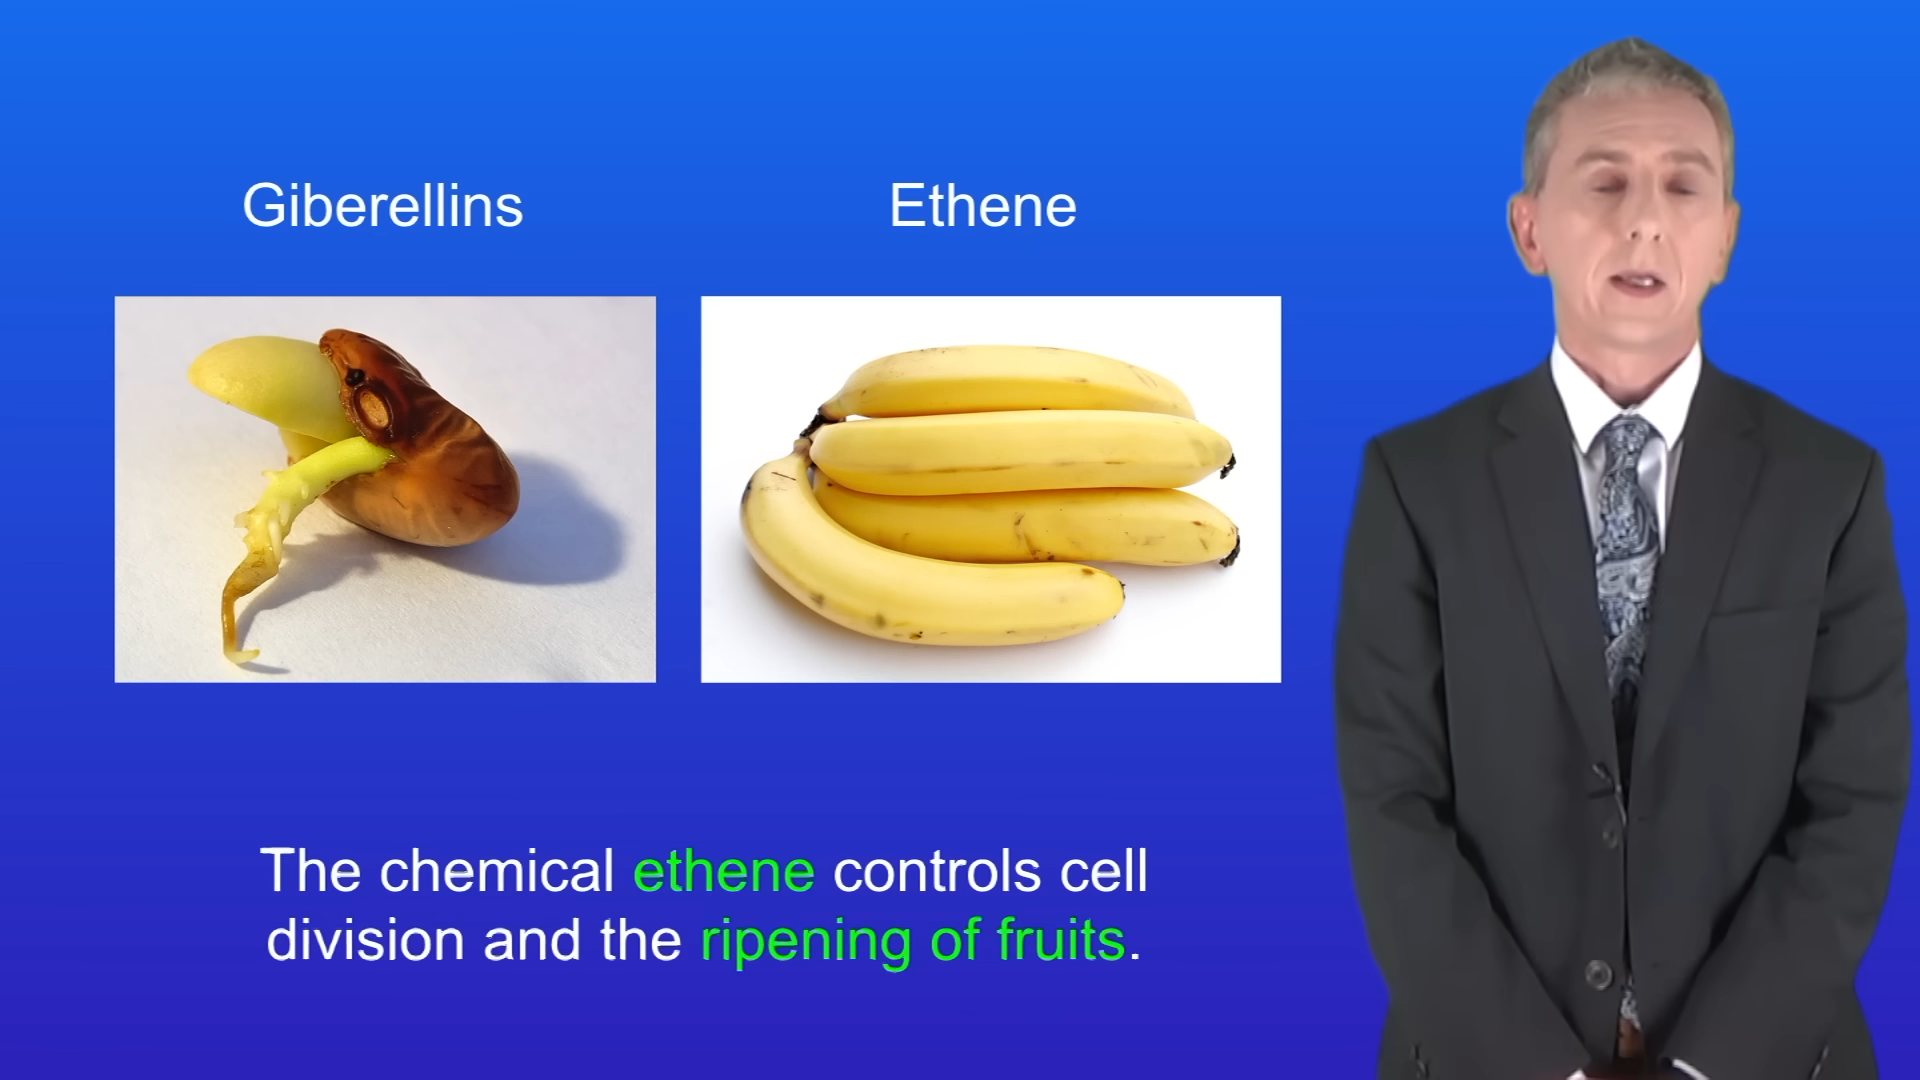 Giberellins
Ethene
The chemical ethene controls cell
division and the ripening of fruits.